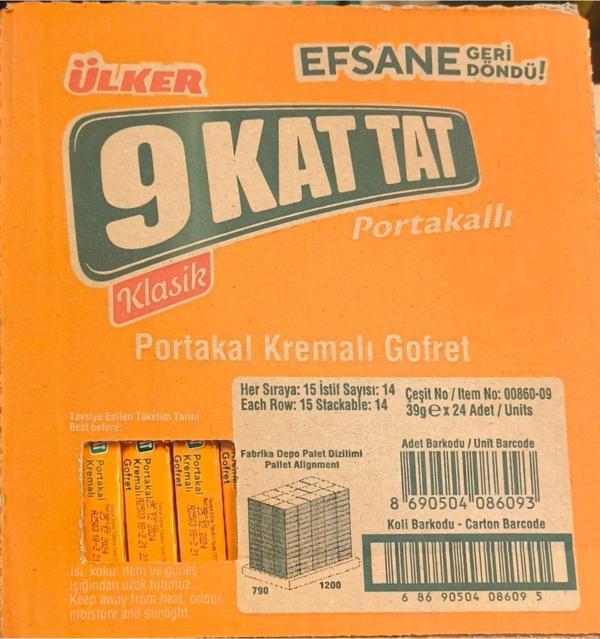 ÜLKER
EFSANE GERİ DÖNDÜ!
9 KAT TAT
Portakallı
Klasik
Portakal Kremalı Gofret
Her Sıraya: 15 İstif Sayısı: 14
Each Row: 15 Stackable: 14
Çeşit No / Item No: 00860-09
39g e x 24 Adet / Units
Tavsiye Edilen Tüketim Tarihi:
Best before:
Fabrika Depo Palet Dizilimi
Pallet Alignment
790
1200
Adet Barkodu / Unit Barcode
8 690504 086093
Koli Barkodu - Carton Barcode
6 86 90504 08609 5
Portakal
Kremalı
Gofret
Portakal
Kremalı
Gofret
Portakal
Kremalı
Gofret
Isı, koku, nem ve güneş
ışığından uzak tutunuz.
Keep away from heat, odour,
moisture and sunlight.